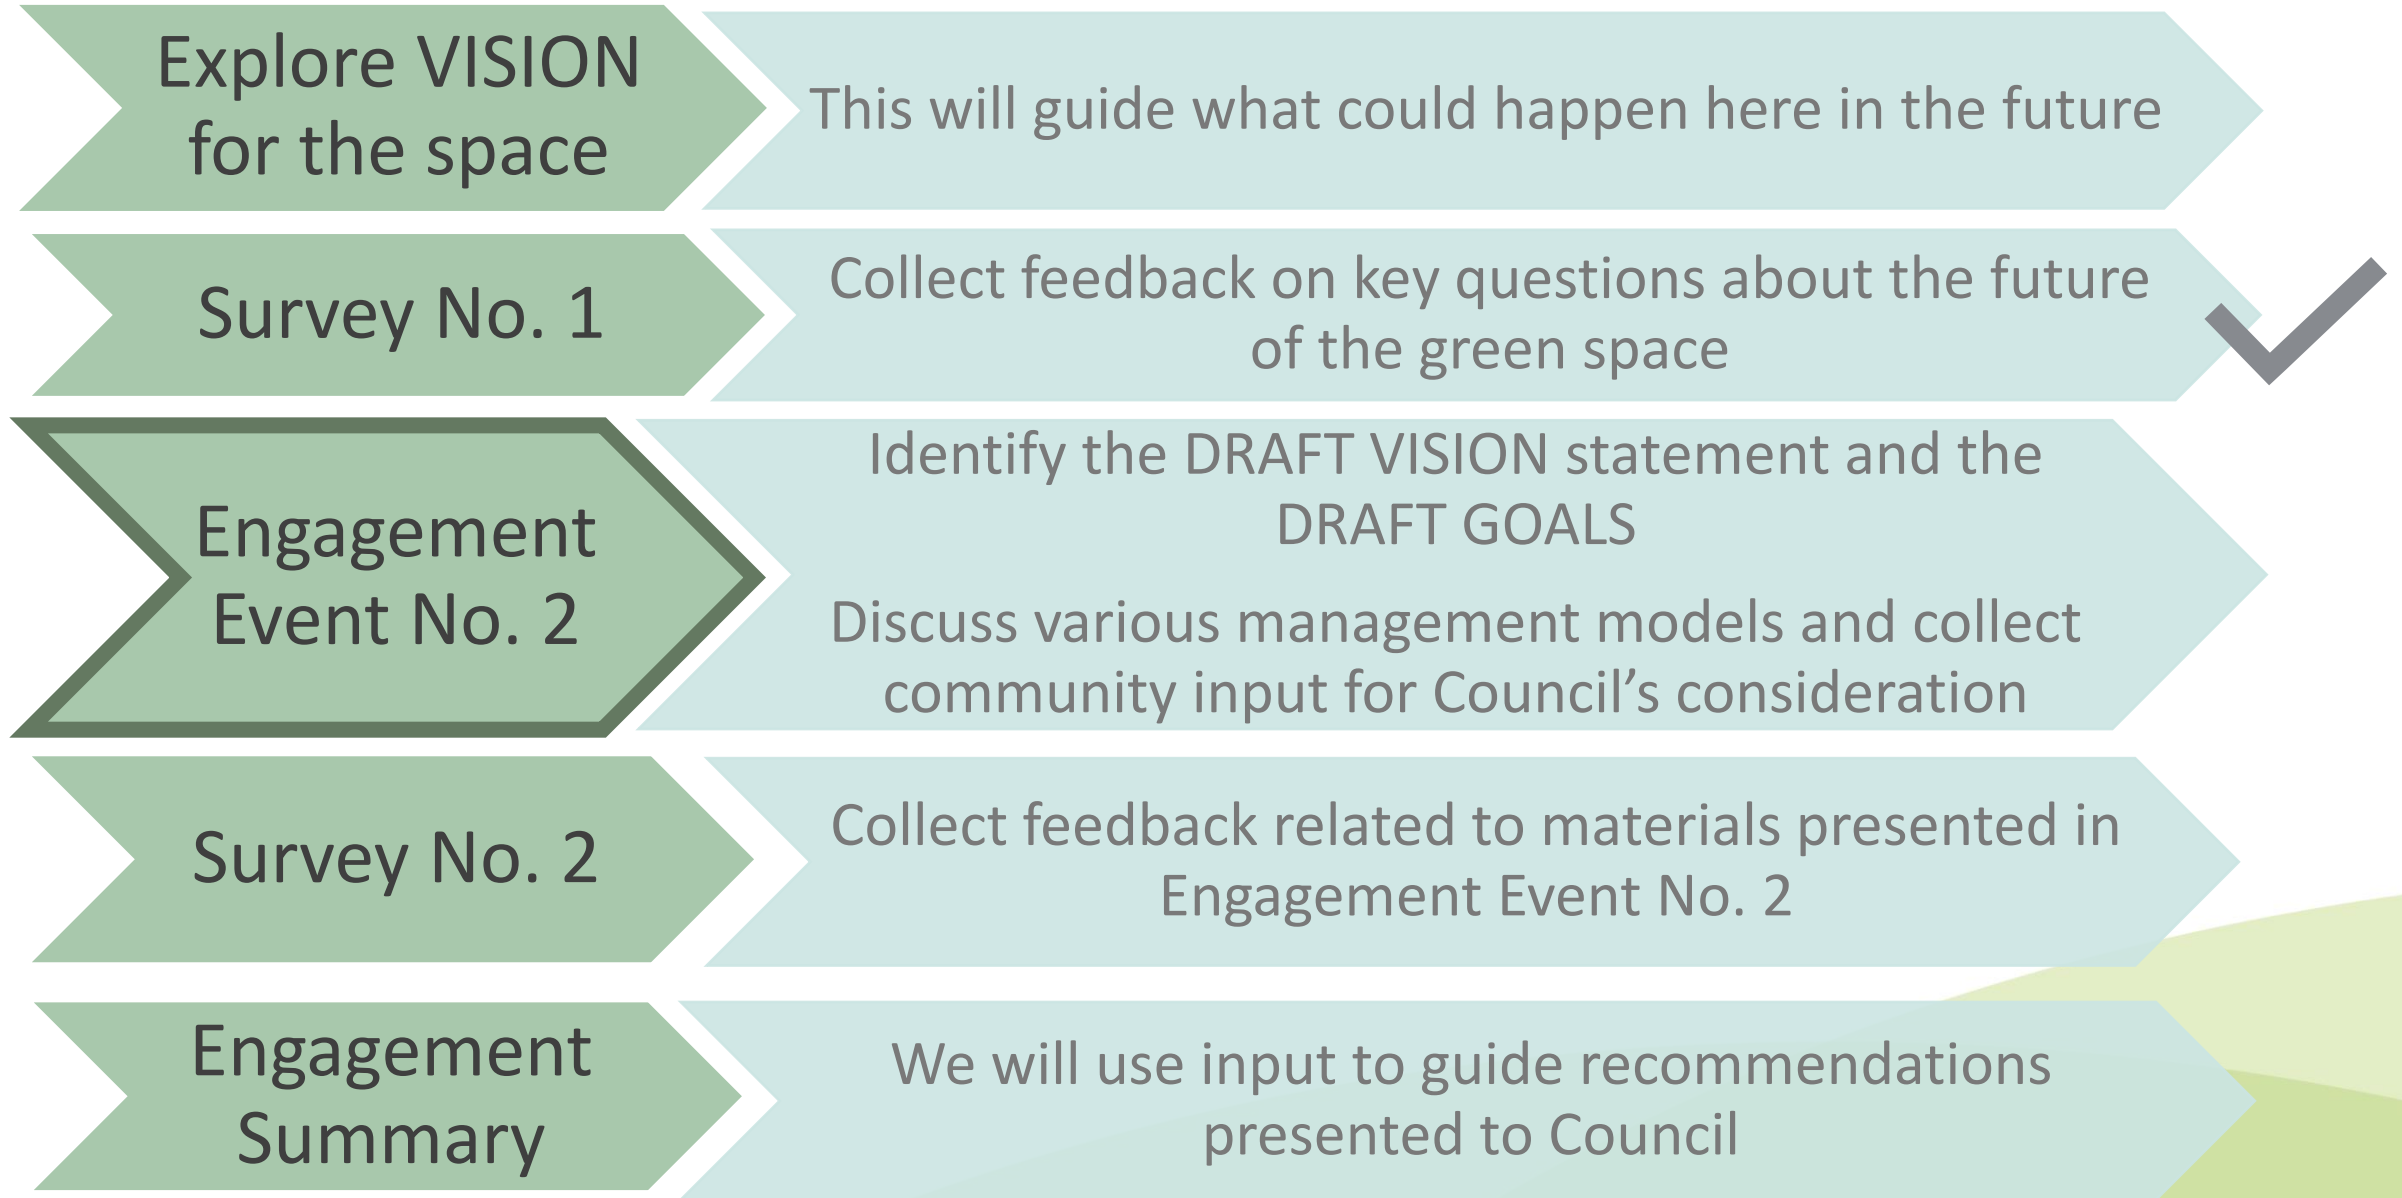 Explore VISION
for the space
This will guide what could happen here in the future
Survey No. 1
Collect feedback on key questions about the future
of the green space
Engagement
Event No. 2
Identify the DRAFT VISION statement and the
DRAFT GOALS
Discuss various management models and collect
community input for Council’s consideration
Survey No. 2
Collect feedback related to materials presented in
Engagement Event No. 2
Engagement
Summary
We will use input to guide recommendations
presented to Council